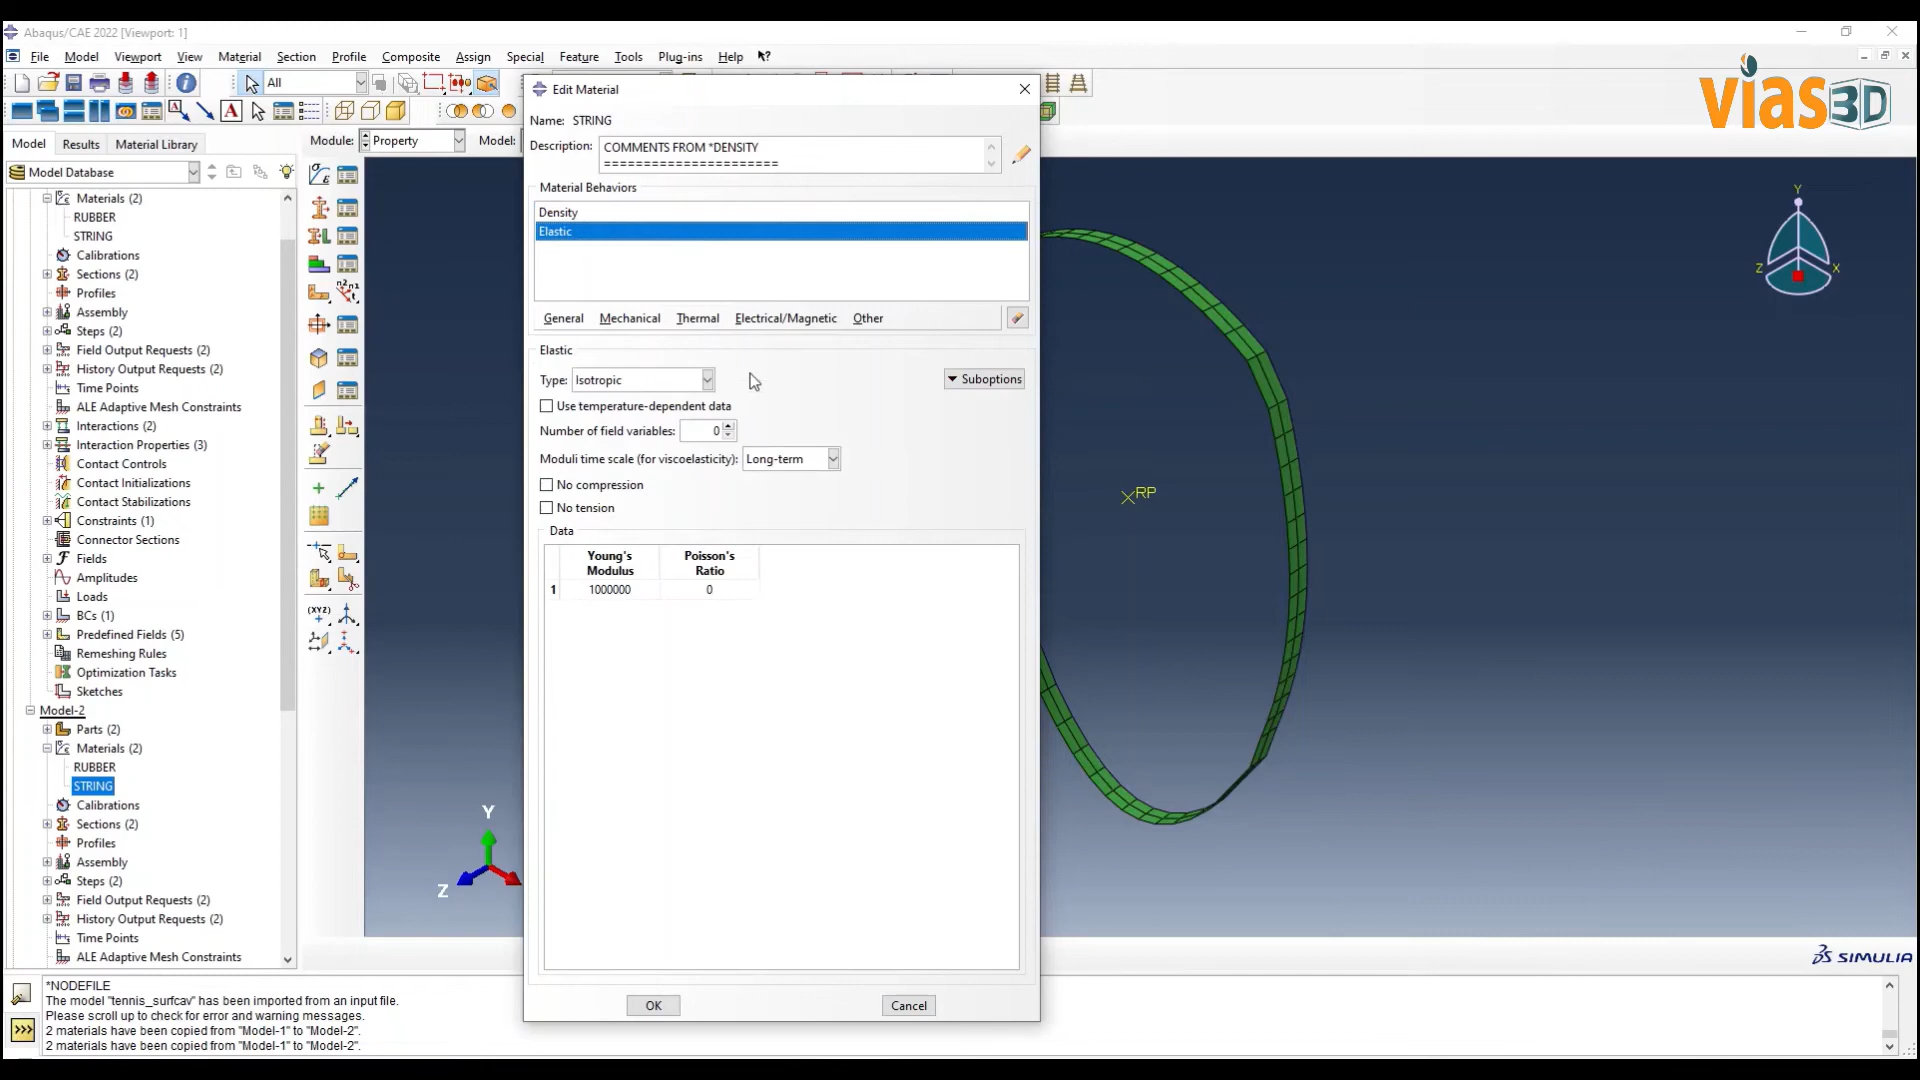 Abaqus/CAE 2022 [Viewport: 1]
File Model Viewport View Material Section Profile Composite Assign Special Feature Tools Plug-ins Help
All
Model Results Material Library
Module: Property Model:
Model Database
Materials (2)
RUBBER
STRING
Calibrations
Sections (2)
Profiles
Assembly
Steps (2)
Field Output Requests (2)
History Output Requests (2)
Time Points
ALE Adaptive Mesh Constraints
Interactions (2)
Interaction Properties (3)
Contact Controls
Contact Initializations
Contact Stabilizations
Constraints (1)
Connector Sections
Fields
Amplitudes
Loads
BCs (1)
Predefined Fields (5)
Remeshing Rules
Optimization Tasks
Sketches
Model-2
Parts (2)
Materials (2)
RUBBER
STRING
Calibrations
Sections (2)
Profiles
Assembly
Steps (2)
Field Output Requests (2)
History Output Requests (2)
Time Points
ALE Adaptive Mesh Constraints
(XYZ)
Edit Material
Name: STRING
Description: COMMENTS FROM *DENSITY
=======================
Material Behaviors
Density
Elastic
General Mechanical Thermal Electrical/Magnetic Other
Elastic
Type: Isotropic
Suboptions
Use temperature-dependent data
Number of field variables: 0
Moduli time scale (for viscoelasticity): Long-term
No compression
No tension
Data
Young's Modulus
Poisson's Ratio
1 1000000 0
OK Cancel
vias3D
Y
Z X
RP
Y
Z
SIMULIA
*NODEFILE
The model "tennis_surfcav" has been imported from an input file.
Please scroll up to check for error and warning messages.
2 materials have been copied from "Model-1" to "Model-2".
2 materials have been copied from "Model-1" to "Model-2".